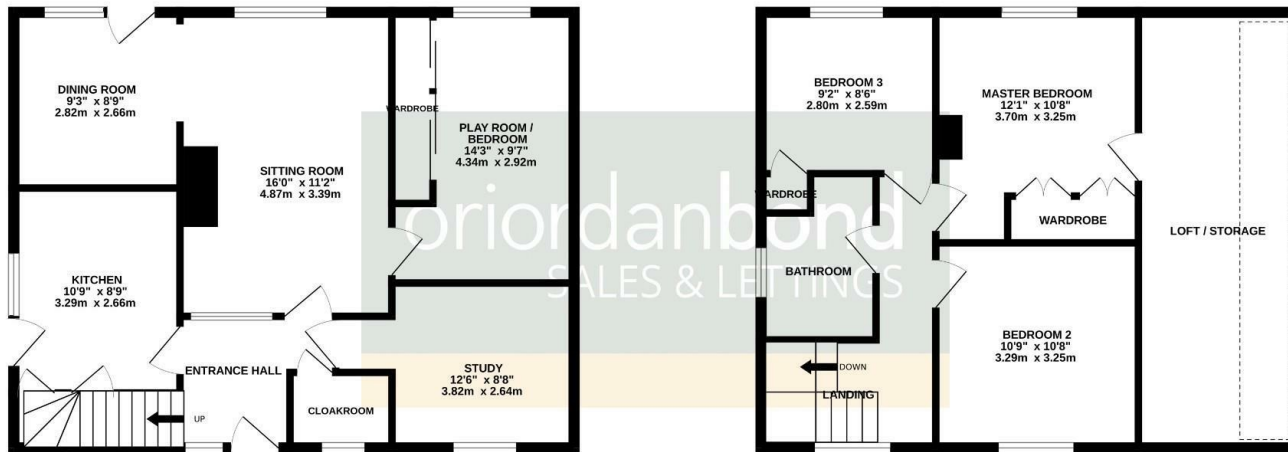 DINING ROOM
9'3" x 8'9"
2.82m x 2.66m
SITTING ROOM
16'0" x 11'2"
4.87m x 3.39m
WARDROBE
PLAY ROOM /
BEDROOM
14'3" x 9'7"
4.34m x 2.92m
KITCHEN
10'9" x 8'9"
3.29m x 2.66m
ENTRANCE HALL
UP
CLOAKROOM
STUDY
12'6" x 8'8"
3.82m x 2.64m
BEDROOM 3
9'2" x 8'6"
2.80m x 2.59m
MASTER BEDROOM
12'1" x 10'8"
3.70m x 3.25m
WARDROBE
WARDROBE
LOFT / STORAGE
BATHROOM
BEDROOM 2
10'9" x 10'8"
3.29m x 3.25m
DOWN
LANDING
oriordanbond
SALES & LETTINGS